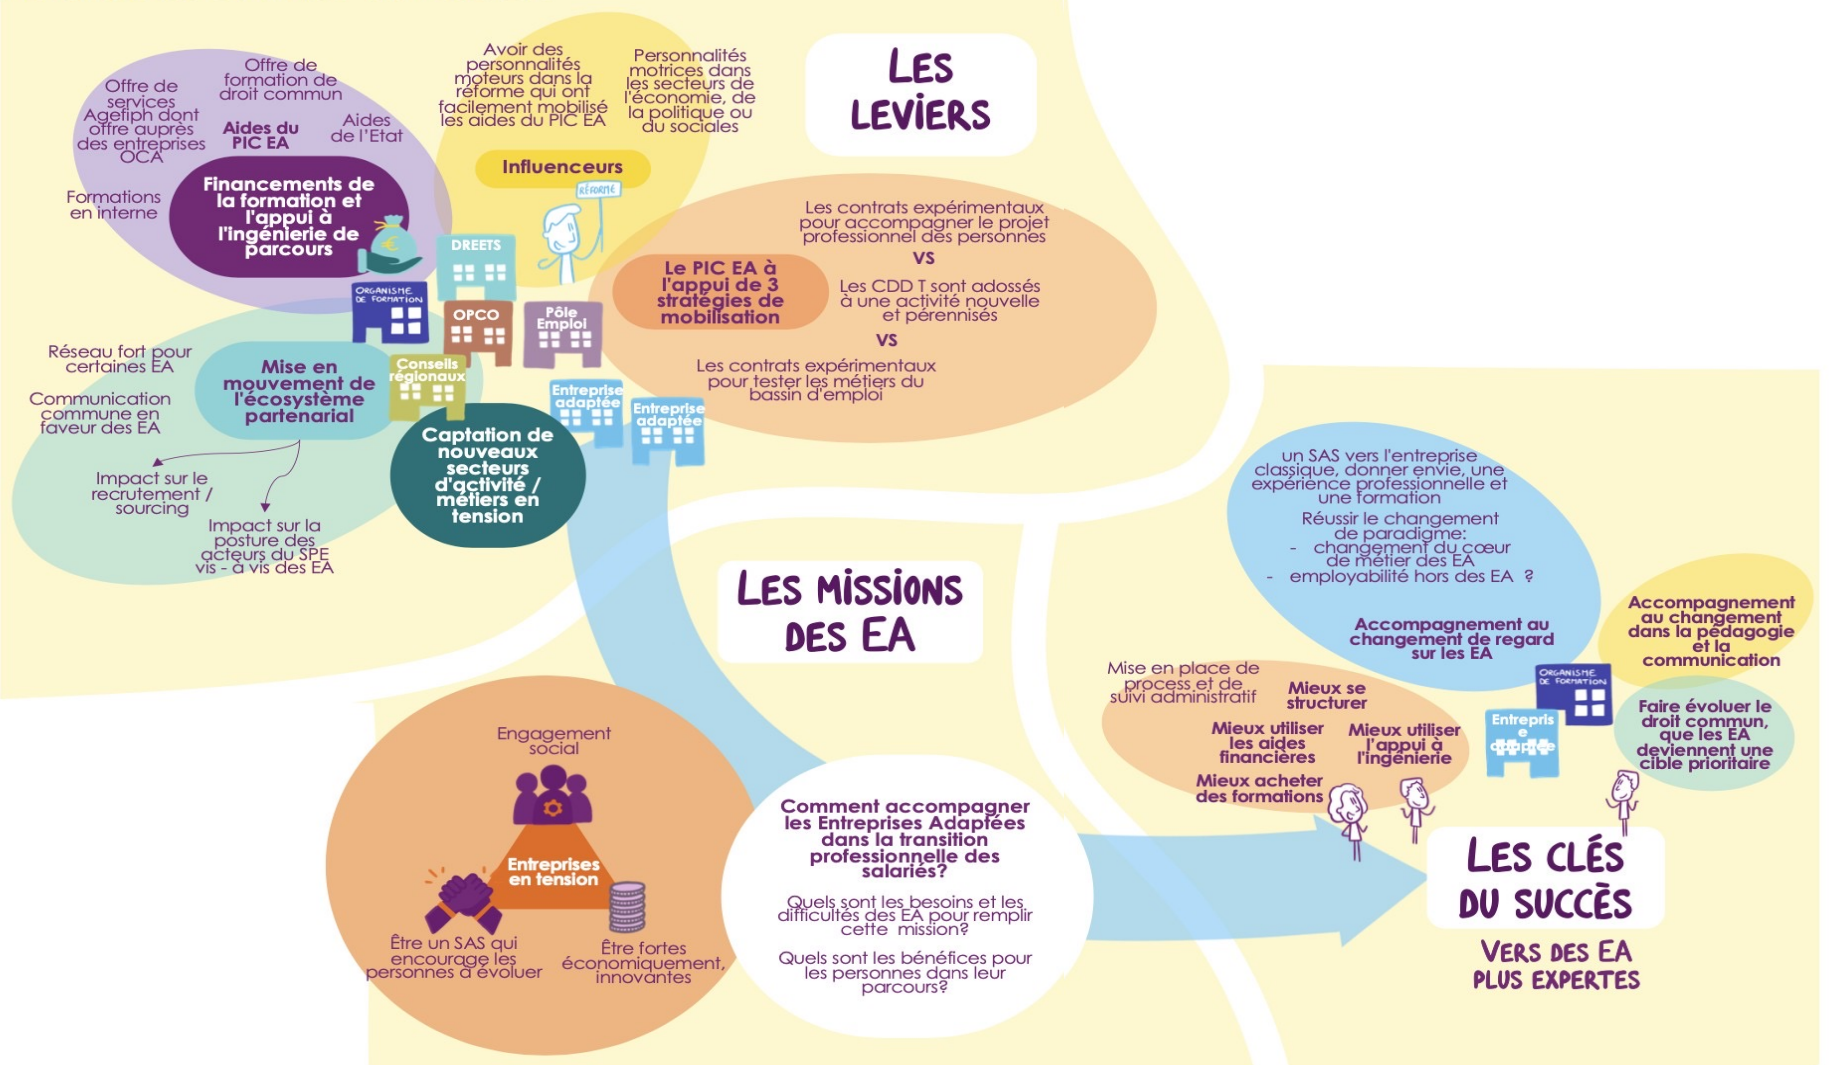 LES
LEVIERS
Offre de
formation de
droit commun
Offre de
services
Agefiph dont
offre auprès
des entreprises
OCA
Aides du
PIC EA
Aides
de l'Etat
Formations
en interne
Financements de
la formation et
l'appui à
l'ingénierie de
parcours
Avoir des
personnalités
moteurs dans la
réforme qui ont
facilement mobilisé
les aides du PIC EA
Personnalités
motrices dans
les secteurs de
l'économie, de
la politique ou
du sociales
Influenceurs
RÉFORME
Les contrats expérimentaux
pour accompagner le projet
professionnel des personnes
vs
Le PIC EA à
l'appui de 3
stratégies de
mobilisation
Les CDD T sont adossés
à une activité nouvelle
et pérennisés
vs
Les contrats expérimentaux
pour tester les métiers du
bassin d'emploi
DREETS
ORGANISME
DE FORMATION
OPCO
Pôle
Emploi
Conseils
régionaux
Entreprise
adaptée
Entreprise
adaptée
Réseau fort pour
certaines EA
Communication
commune en
faveur des EA
Mise en
mouvement de
l'écosystème
partenarial
Impact sur le
recrutement /
sourcing
Impact sur la
posture des
acteurs du SPE
vis - à vis des EA
Captation de
nouveaux
secteurs
d'activité /
métiers en
tension
LES MISSIONS
DES EA
Engagement
social
Entreprises
en tension
Être un SAS qui
encourage les
personnes à évoluer
Être fortes
économiquement,
innovantes
Comment accompagner
les Entreprises Adaptées
dans la transition
professionnelle des
salariés?
Quels sont les besoins et les
difficultés des EA pour remplir
cette mission?
Quels sont les bénéfices pour
les personnes dans leur
parcours?
un SAS vers l'entreprise
classique, donner envie, une
expérience professionnelle et
une formation
Réussir le changement
de paradigme:
- changement du cœur
de métier des EA
- employabilité hors des EA ?
Accompagnement au
changement de regard
sur les EA
Accompagnement
au changement
dans la pédagogie
et la
communication
Mise en place de
process et de
suivi administratif
Mieux se
structurer
Mieux utiliser
les aides
financières
Mieux utiliser
l'appui à
l'ingénierie
Mieux acheter
des formations
ORGANISME
DE FORMATION
Entrepris
e
adaptée
Faire évoluer le
droit commun,
que les EA
deviennent une
cible prioritaire
LES CLÉS
DU SUCCÈS
VERS DES EA
PLUS EXPERTES